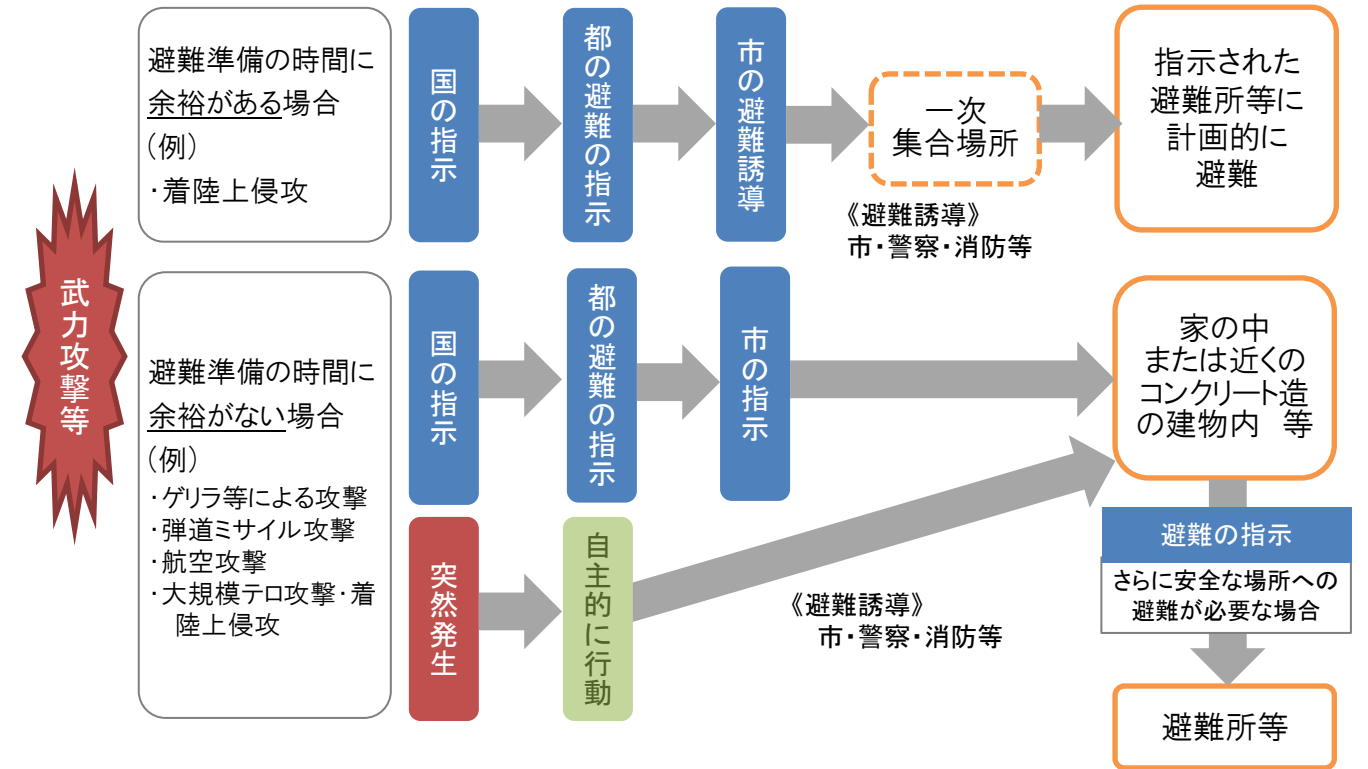 武力攻撃等
避難準備の時間に
余裕がある場合
(例)
・着陸上侵攻
国の指示
都の避難の指示
市の避難誘導
一次
集合場所
《避難誘導》
市・警察・消防等
指示された
避難所等に
計画的に
避難
避難準備の時間に
余裕がない場合
(例)
・ゲリラ等による攻撃
・弾道ミサイル攻撃
・航空攻撃
・大規模テロ攻撃・着
陸上侵攻
国の指示
都の避難の指示
市の指示
家の中
または近くの
コンクリート造
の建物内　等
突然発生
自主的に行動
《避難誘導》
市・警察・消防等
避難の指示
さらに安全な場所への
避難が必要な場合
避難所等